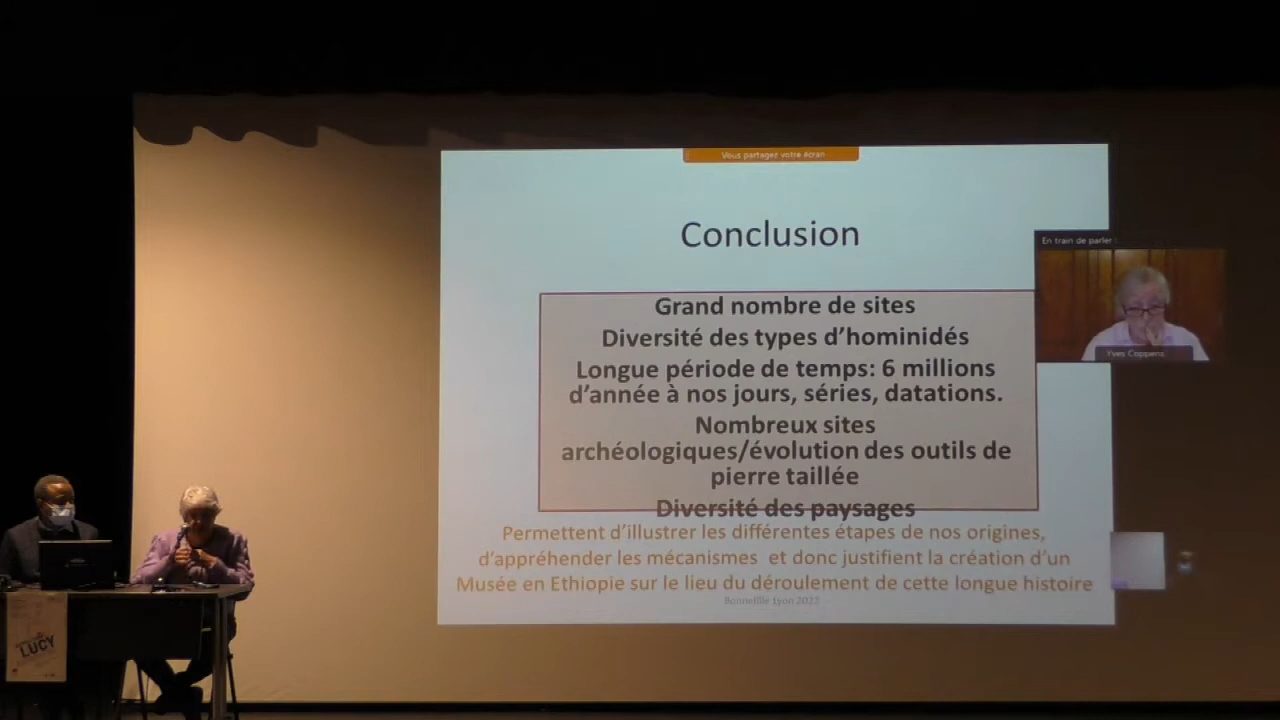 Vous partagez votre écran
Conclusion
En train de parler :
Yves Coppens
Grand nombre de sites
Diversité des types d’hominidés
Longue période de temps: 6 millions
d’année à nos jours, séries, datations.
Nombreux sites
archéologiques/évolution des outils de
pierre taillée
Diversité des paysages
Permettent d’illustrer les différentes étapes de nos origines,
d’appréhender les mécanismes et donc justifient la création d’un
Musée en Ethiopie sur le lieu du déroulement de cette longue histoire
Bonnefille Lyon 2022
LUCY